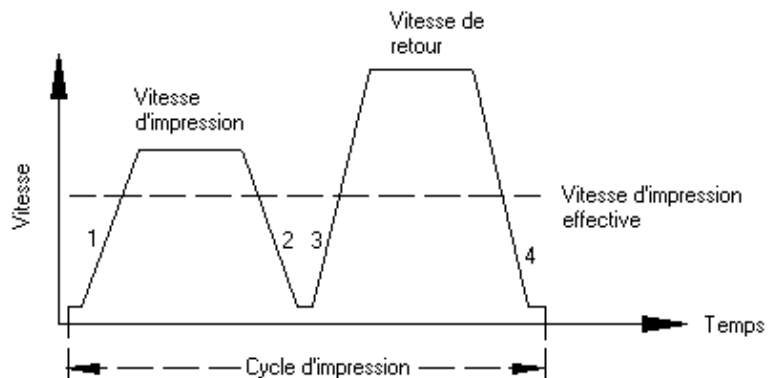 Vitesse de
retour
Vitesse
d'impression
Vitesse
Vitesse d'impression
effective
1
2
3
4
Temps
Cycle d'impression